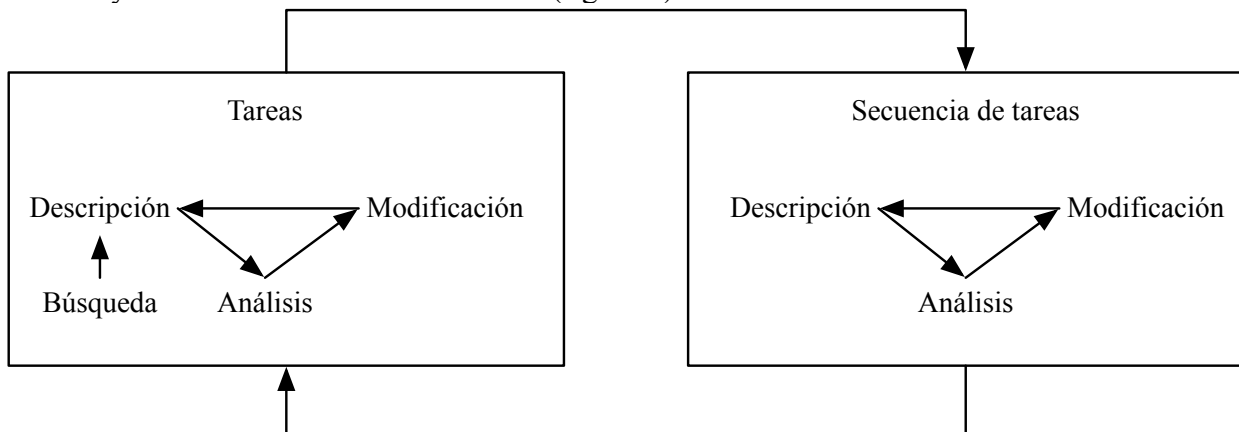 Tareas
Secuencia de tareas
Descripción
Modificación
Descripción
Modificación
Búsqueda
Análisis
Análisis